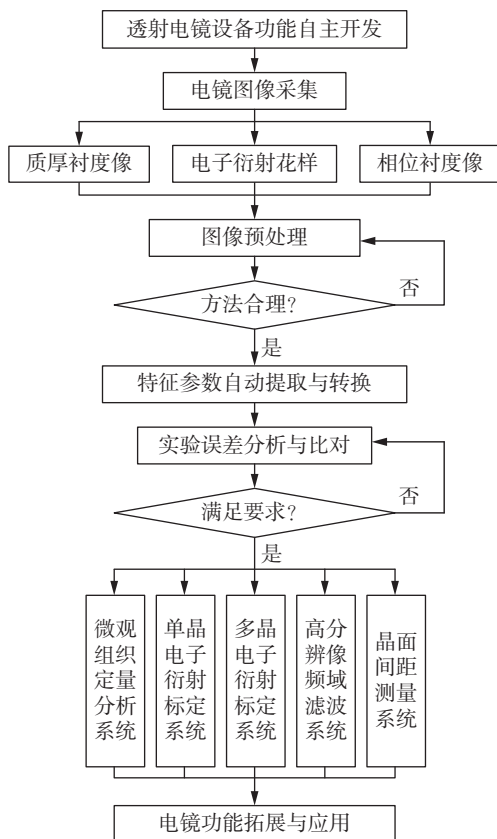 透射电镜设备功能自主开发
电镜图像采集
质厚衬度像
电子衍射花样
相位衬度像
图像预处理
方法合理?
否
是
特征参数自动提取与转换
实验误差分析与比对
满足要求?
否
是
微观
组织
定量
分析
系统
单晶
电子
衍射
标定
系统
多晶
电子
衍射
标定
系统
高分
辨像
频域
滤波
系统
晶面
间距
测量
系统
电镜功能拓展与应用